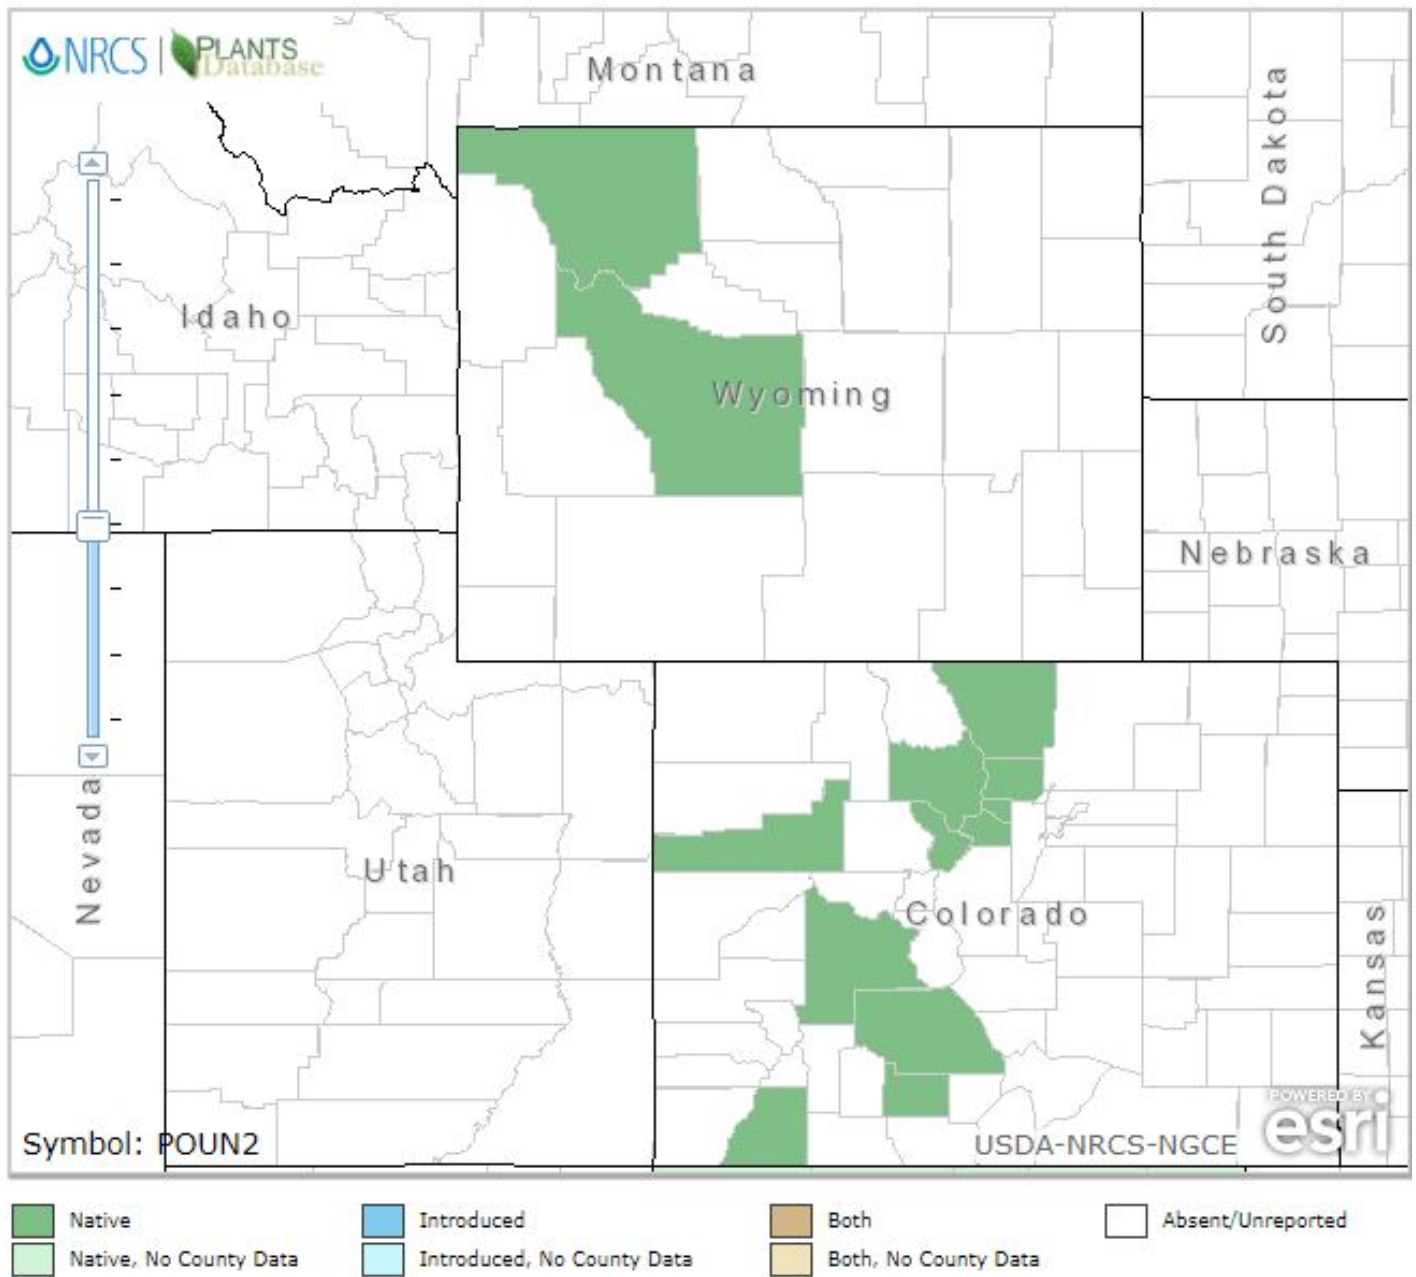 NRCS | PLANTS
Database
Montana
South Dakota
Idaho
Wyoming
Nebraska
Nevada
Utah
Colorado
Kansas
POWERED BY
esri
Symbol: POUN2
USDA-NRCS-NGCE
Native
Introduced
Both
Absent/Unreported
Native, No County Data
Introduced, No County Data
Both, No County Data